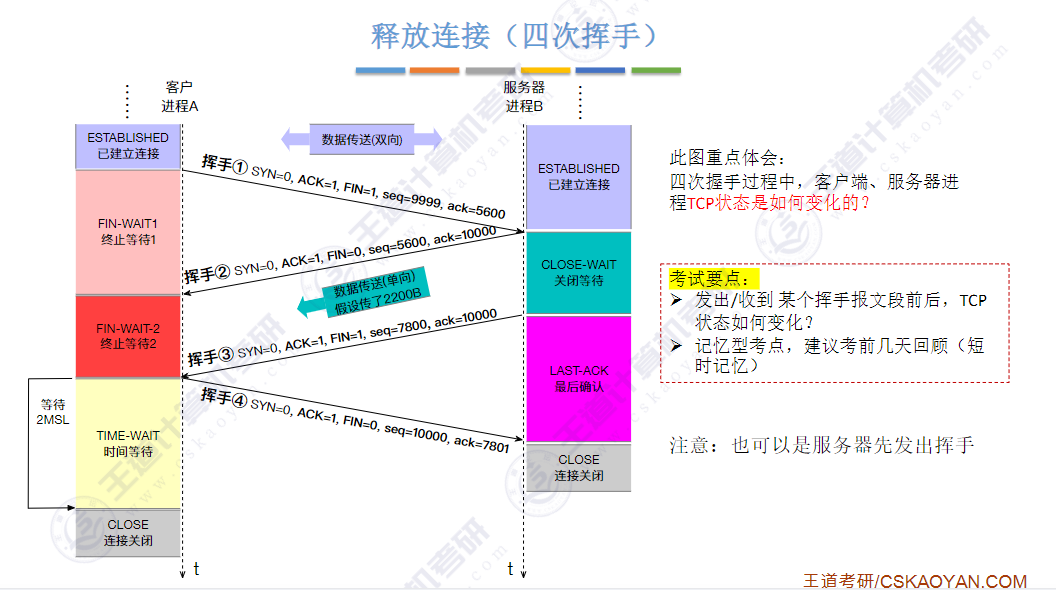 释放连接（四次挥手）
客户
进程A
服务器
进程B
ESTABLISHED
已建立连接
数据传送(双向)
ESTABLISHED
已建立连接
挥手① SYN=0, ACK=1, FIN=1, seq=9999, ack=5600
FIN-WAIT1
终止等待1
挥手② SYN=0, ACK=1, FIN=0, seq=5600, ack=10000
CLOSE-WAIT
关闭等待
数据传送(单向)
假设传了2200B
FIN-WAIT-2
终止等待2
挥手③ SYN=0, ACK=1, FIN=1, seq=7800, ack=10000
LAST-ACK
最后确认
挥手④ SYN=0, ACK=1, FIN=0, seq=10000, ack=7801
等待
2MSL
TIME-WAIT
时间等待
CLOSE
连接关闭
CLOSE
连接关闭
t
t
此图重点体会：
四次握手过程中，客户端、服务器进
程TCP状态是如何变化的？
考试要点：
➢ 发出/收到 某个挥手报文段前后，TCP
状态如何变化？
➢ 记忆型考点，建议考前几天回顾（短
时记忆）
注意：也可以是服务器先发出挥手
王道考研/CSKAOYAN.COM
王道计算机考研
www.cskaoyan.com